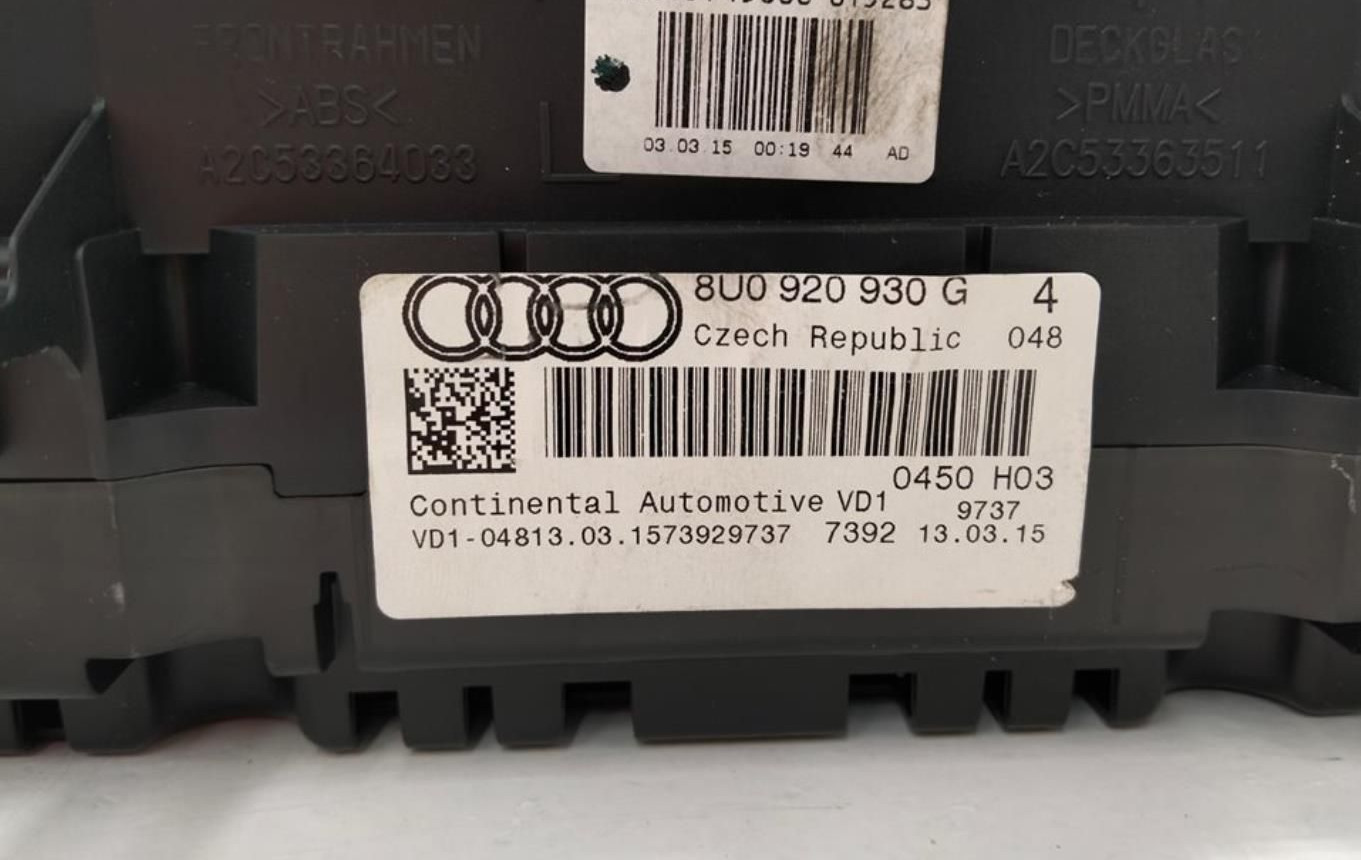 FRONTRAHMEN
>ABS<
A2C53364033
03.03.15 00:19 44 AD
DECKGLAS
>PMMA<
A2C53363511
8U0 920 930 G 4
Czech Republic 048
0450 H03
Continental Automotive VD1 9737
VD1-04813.03.1573929737 7392 13.03.15